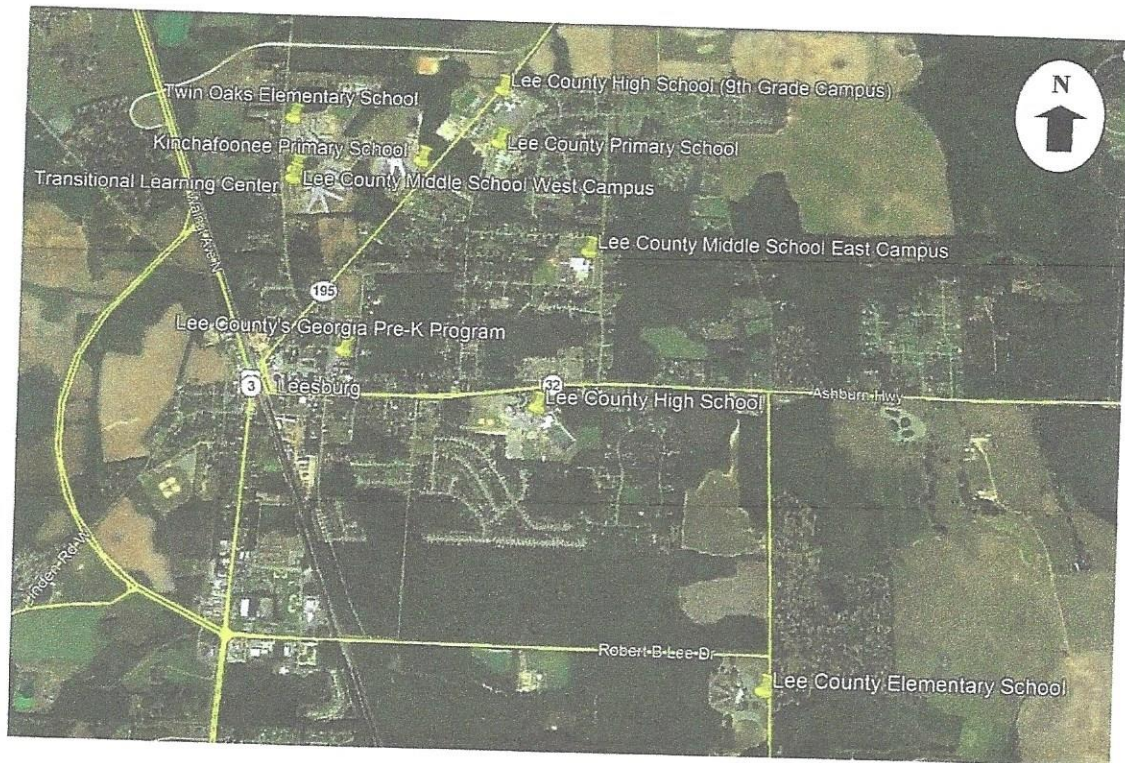 N
Lee County High School (9th Grade Campus)
Twin Oaks Elementary School
Kinchafoonee Primary School
Lee County Primary School
Transitional Learning Center
Lee County Middle School West Campus
Lee County Middle School East Campus
195
Lee County's Georgia Pre-K Program
3
Leesburg
32
Ashburn Hwy
Lee County High School
Robert B Lee Dr
Lee County Elementary School